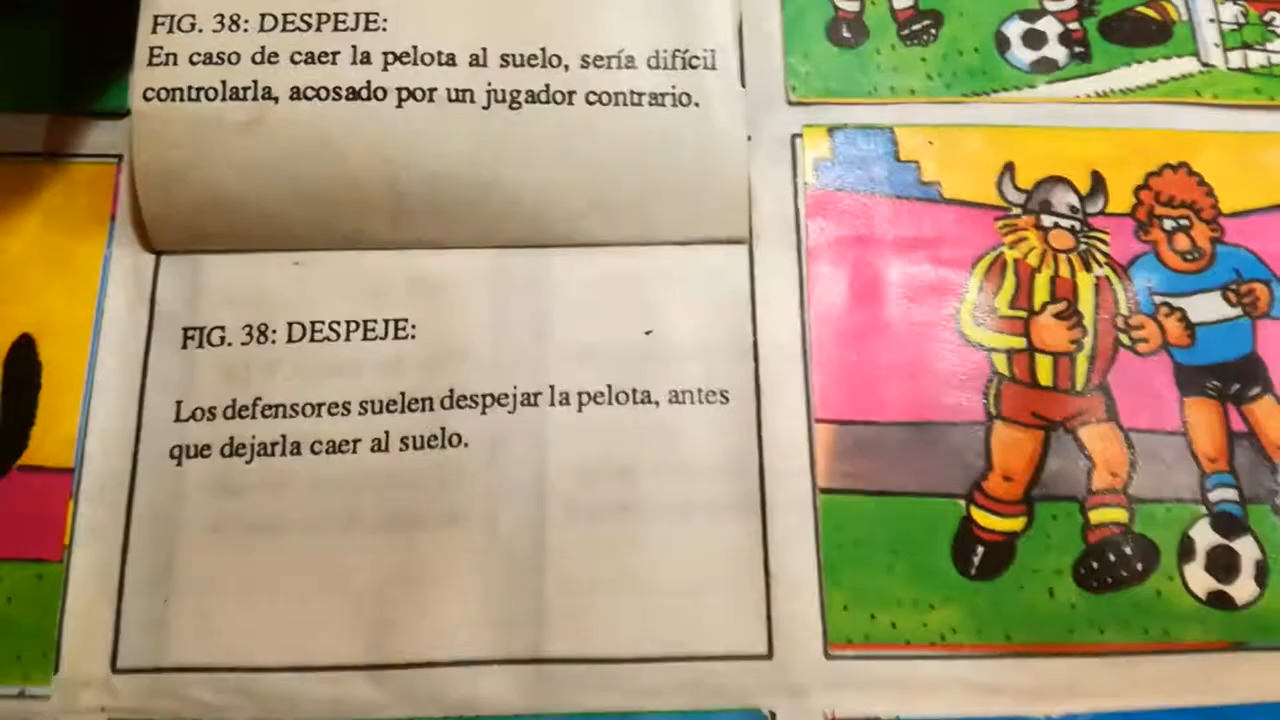 FIG. 38: DESPEJE:
En caso de caer la pelota al suelo, sería difícil
controlarla, acosado por un jugador contrario.
FIG. 38: DESPEJE:
Los defensores suelen despejar la pelota, antes
que dejarla caer al suelo.